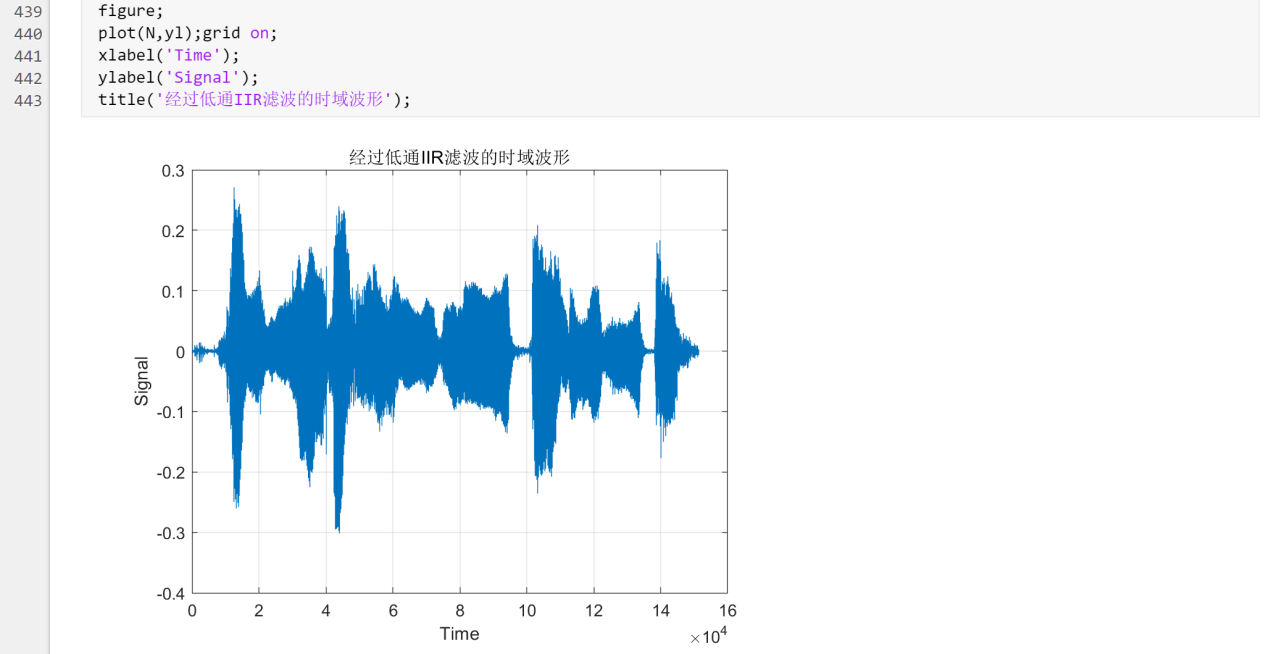 439 figure;
440 plot(N,yl);grid on;
441 xlabel('Time');
442 ylabel('Signal');
443 title('经过低通IIR滤波的时域波形');
经过低通IIR滤波的时域波形
0.3
0.2
0.1
0
-0.1
-0.2
-0.3
-0.4
Signal
0 2 4 6 8 10 12 14 16
Time
×10⁴